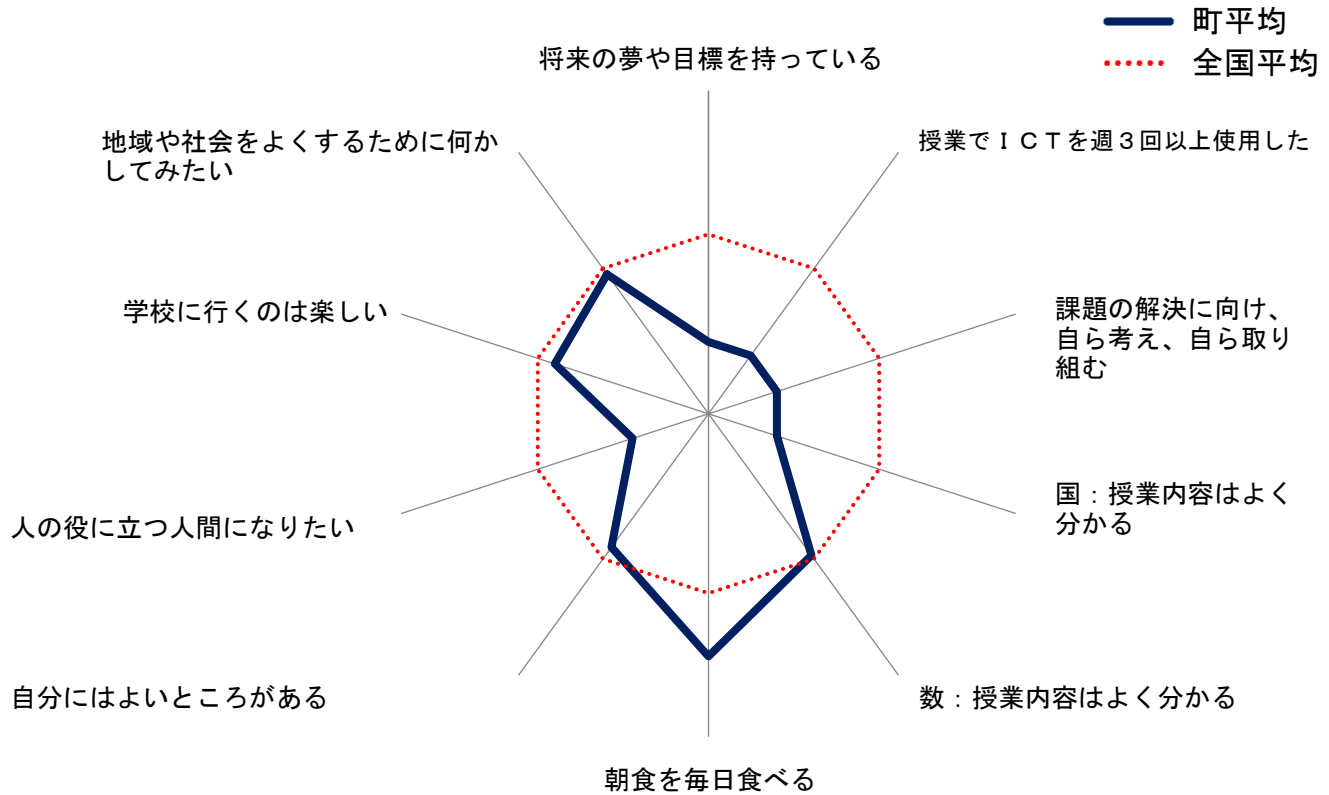 町平均
全国平均
将来の夢や目標を持っている
授業でＩＣＴを週３回以上使用した
課題の解決に向け、
自ら考え、自ら取り
組む
国：授業内容はよく
分かる
数：授業内容はよく分かる
朝食を毎日食べる
自分にはよいところがある
人の役に立つ人間になりたい
学校に行くのは楽しい
地域や社会をよくするために何か
してみたい